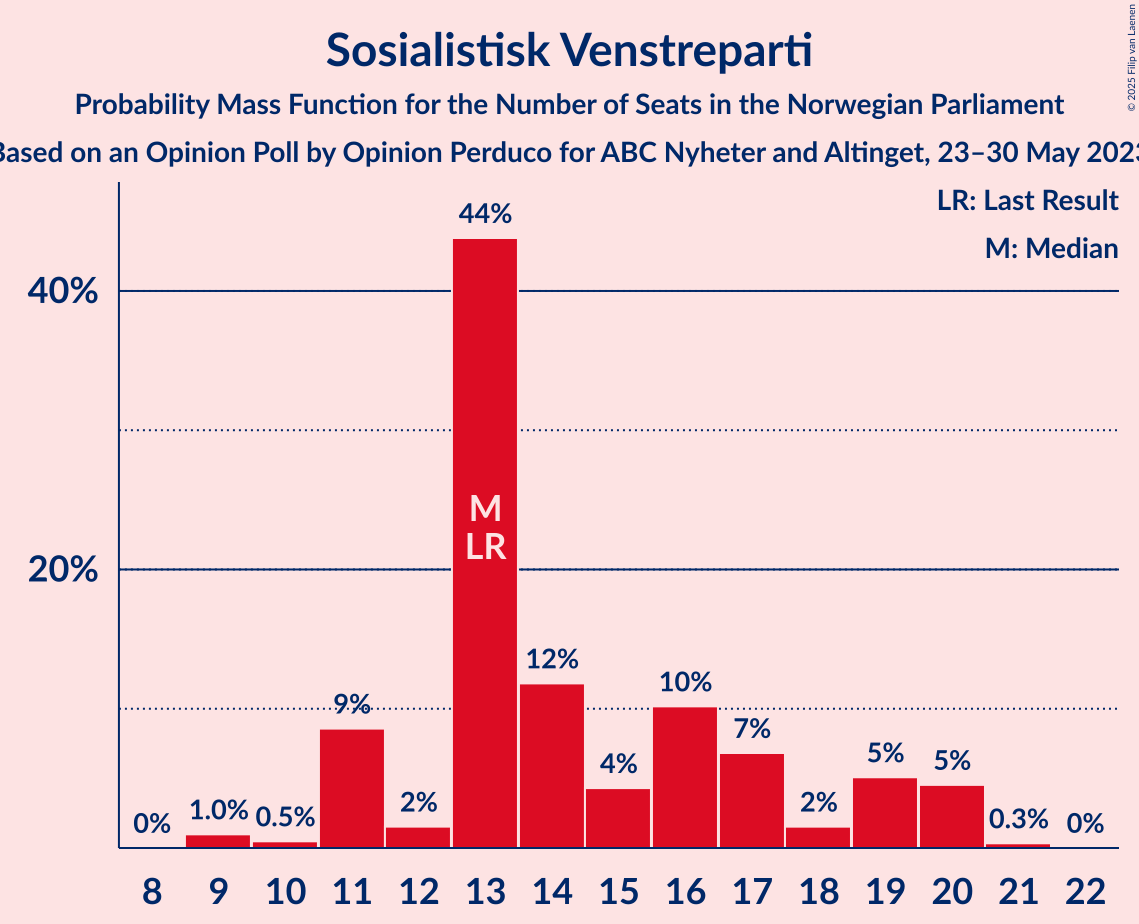 © 2025 Filip van Laenen
Sosialistisk Venstreparti
Probability Mass Function for the Number of Seats in the Norwegian Parliament
Based on an Opinion Poll by Opinion Perduco for ABC Nyheter and Altinget, 23–30 May 2023
LR: Last Result
M: Median
40%
20%
0%
1.0%
0.5%
9%
2%
44%
12%
4%
10%
7%
2%
5%
5%
0.3%
0%
M
LR
8 9 10 11 12 13 14 15 16 17 18 19 20 21 22